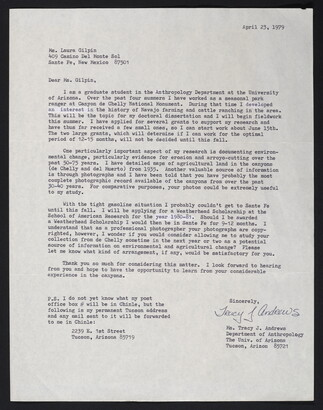 April 23, 1979
Ms. Laura Gilpin
409 Camino Del Monte Sol
Santa Fe, New Mexico 87501
Dear Ms. Gilpin,
I am a graduate student in the Anthropology Department at the University
of Arizona. Over the past four summers I have worked as a seasonal park
ranger at Canyon de Chelly National Monument. During that time I developed
an interest in the history of Navajo farming and cattle ranching in the area.
This will be the topic for my doctoral dissertation and I will begin fieldwork
this summer. I have applied for several grants to support my research and
have thus far received a few small ones, so I can start work about June 15th.
The two large grants, which will determine if I can work for the optimal
period of 12-15 months, will not be decided until this fall.
One particularly important aspect of my research is documenting environ-
mental change, particularly evidence of erosion and arroyo-cutting over the
past 50-75 years. I have detailed maps of agricultural land in the canyons
(de Chelly and del Muerto) from 1935. Another valuable source of information
is through photographs and I have been told that you have probably the most
complete photographic record available of the canyons from over the past
30-40 years. For comparative purposes, your photos could be extremely useful
to my study.
With the tight gasoline situation I probably couldn't get to Santa Fe
until this fall. I will be applying for a Weatherhead Scholarship at the
School of American Research for the year 1980-81. Should I be awarded
a Weatherhead Scholarship I would then be in Santa Fe for 9-12 months. I
understand that as a professional photographer your photographs are copy-
righted, however, I wonder if you would consider allowing me to study your
collection from de Chelly sometime in the next year or two as a potential
source of information on environmental and agricultural change? Please
let me know what kind of arrangement, if any, would be satisfactory for you.
Thank you so much for considering this matter. I look forward to hearing
from you and hope to have the opportunity to learn from your considerable
experience in the canyons.
P.S. I do not yet know what my post
office box # will be in Chinle, but the
following is my permanent Tucson address
and any mail sent to it will be forwarded
to me in Chinle:
2239 E. 1st Street
Tucson, Arizona 85719
Sincerely,
Tracy J. Andrews
Ms. Tracy J. Andrews
Department of Anthropology
The Univ. of Arizona
Tucson, Arizona 85721